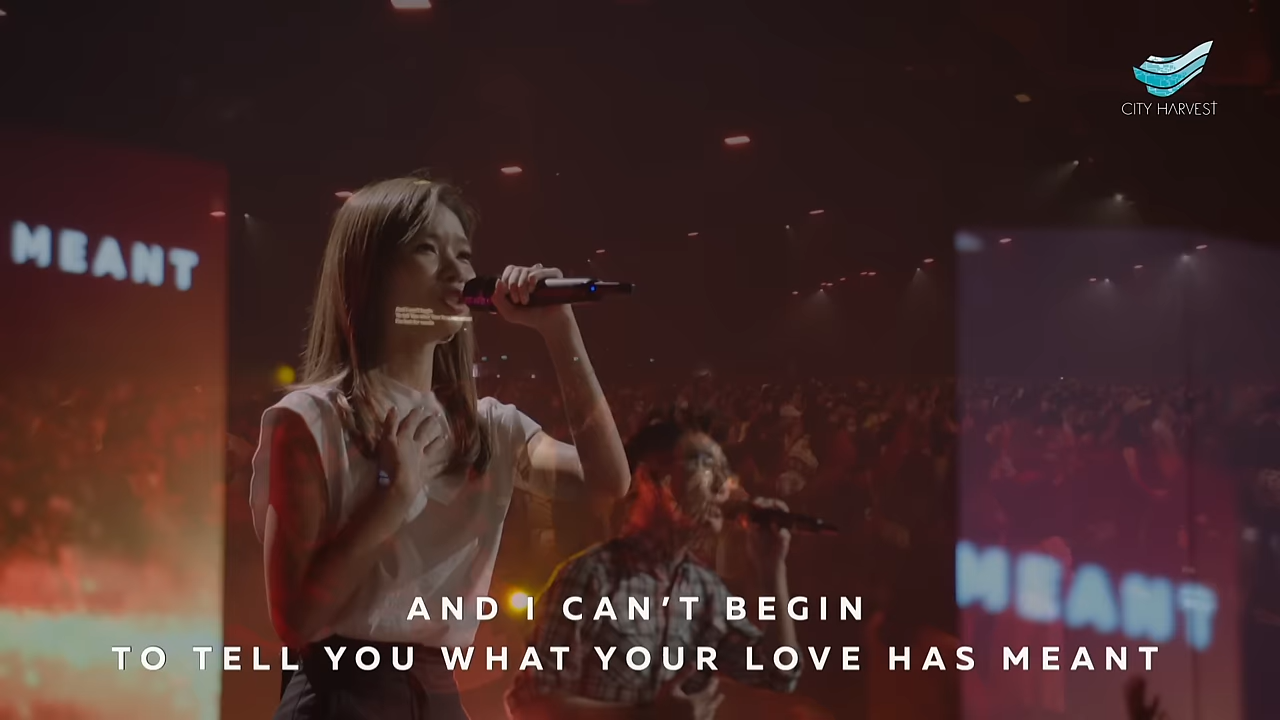 CITY HARVEST
MEANT
AND I CAN'T BEGIN
TO TELL YOU WHAT YOUR LOVE HAS MEANT
MEANT